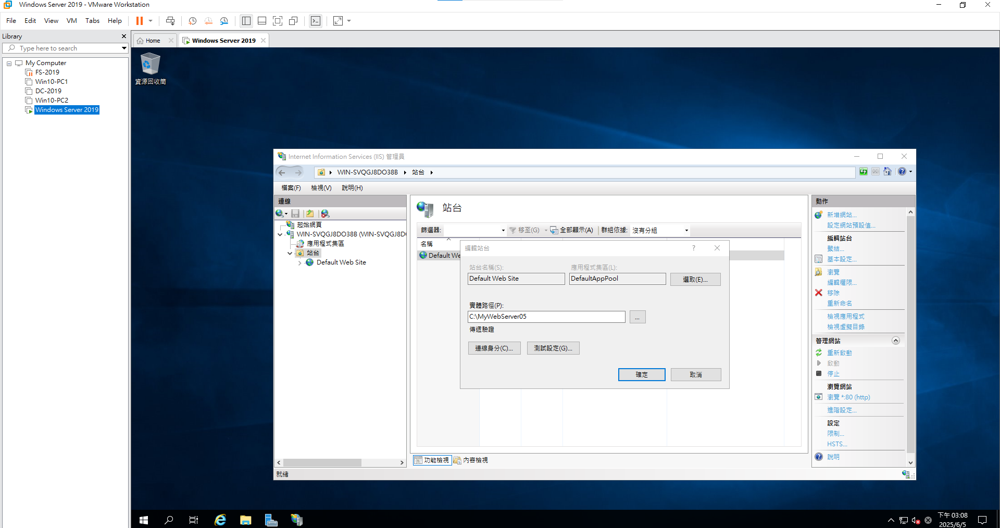 Windows Server 2019 - VMware Workstation
File Edit View VM Tabs Help
Library
Type here to search
My Computer
FS-2019
Win10-PC1
DC-2019
Win10-PC2
Windows Server 2019
Home
Windows Server 2019
資源回收筒
Internet Information Services (IIS) 管理員
WIN-SVQGJ8DO38B 站台
檔案(F) 檢視(V) 說明(H)
連線
起始網頁
WIN-SVQGJ8DO38B (WIN-SVQGJ8DO
應用程式集區
站台
Default Web Site
站台
篩選器: 移至(G) 全部顯示(A) 群組依據: 沒有分組
名稱
Default We
編輯站台
?
站台名稱(S): 應用程式集區(L):
Default Web Site DefaultAppPool 選取(E)...
實體路徑(P):
C:\MyWebServer05 ...
傳遞驗證
連線身分(C)... 測試設定(G)...
確定 取消
功能檢視 內容檢視
就緒
動作
新增網站...
設定網站預設值...
編輯站台
繫結...
基本設定...
瀏覽
編輯權限...
移除
重新命名
檢視應用程式
檢視虛擬目錄
管理網站
重新啟動
啟動
停止
瀏覽網站
瀏覽 *:80 (http)
進階設定...
設定
限制...
HSTS...
說明
下午 03:08
2025/6/5